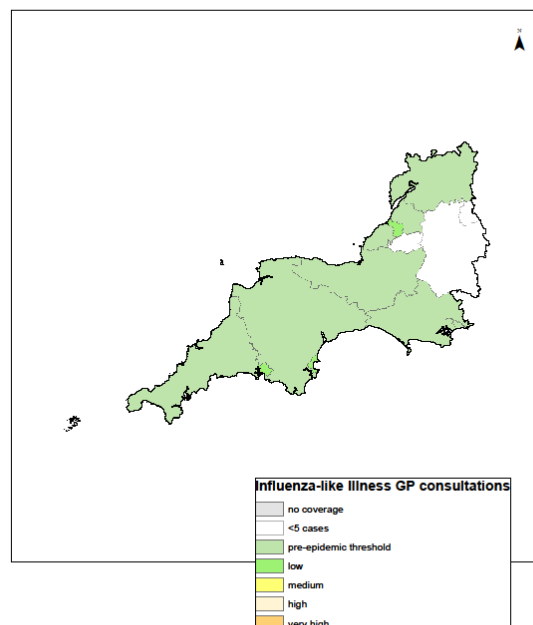 N
Influenza-like Illness GP consultations
no coverage
<5 cases
pre-epidemic threshold
low
medium
high
very high